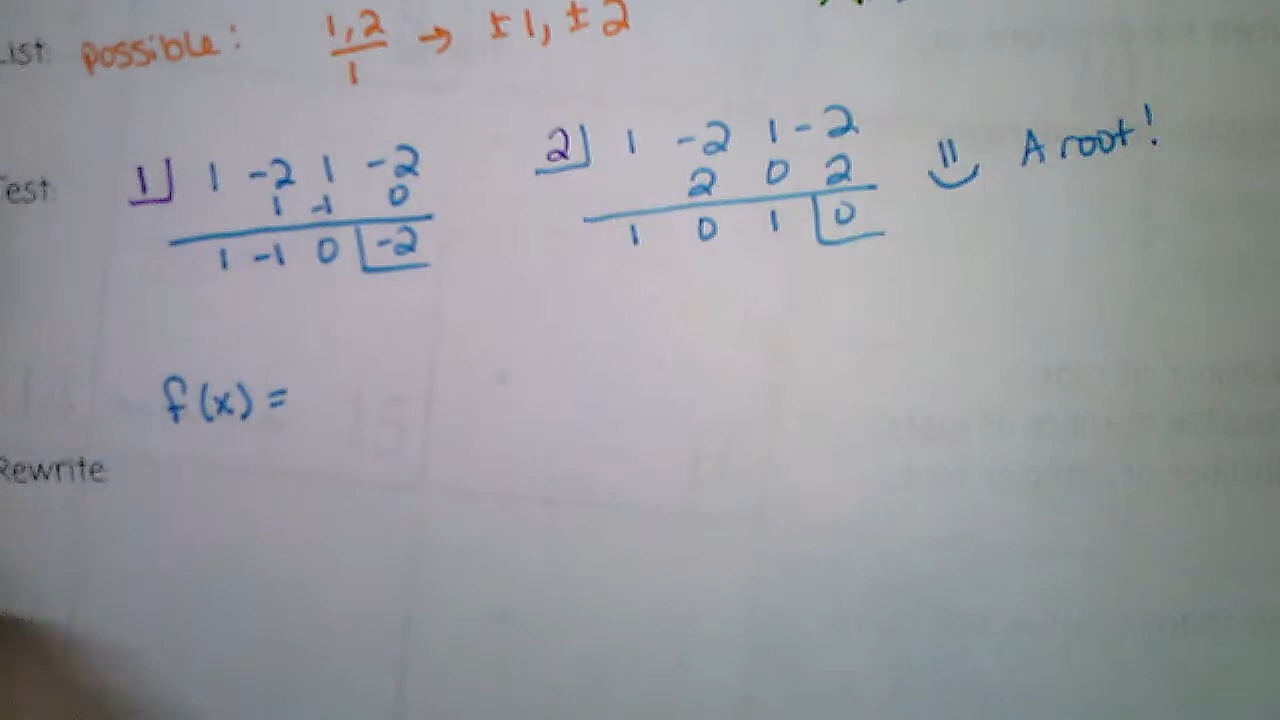 List possible: 1,2 / 1 → ±1, ±2
Test
1 1 -2 1 -2
1 -1 0
1 -1 0 -2
2 1 -2 1 -2 A root!
2 0 2
1 0 1 0
f(x) =
Rewrite